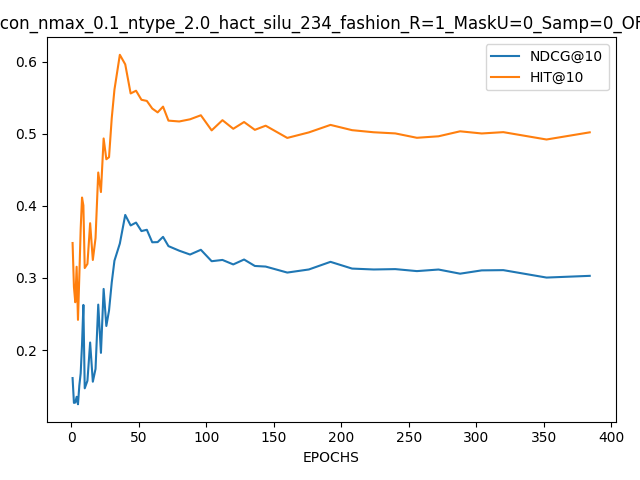 con_nmax_0.1_ntype_2.0_hact_silu_234_fashion_R=1_MaskU=0_Samp=0_OF
NDCG@10
HIT@10
0.6
0.5
0.4
0.3
0.2
0 50 100 150 200 250 300 350 400
EPOCHS